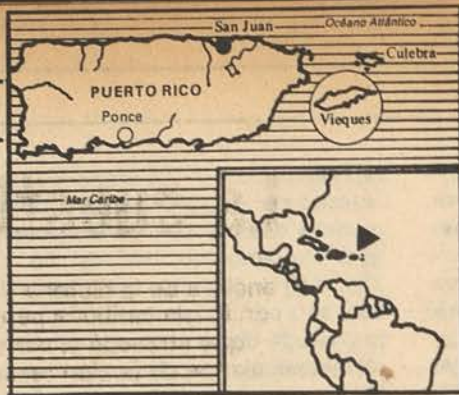 San Juan
Océano Atlántico
Culebra
PUERTO RICO
Ponce
Vieques
Mar Caribe